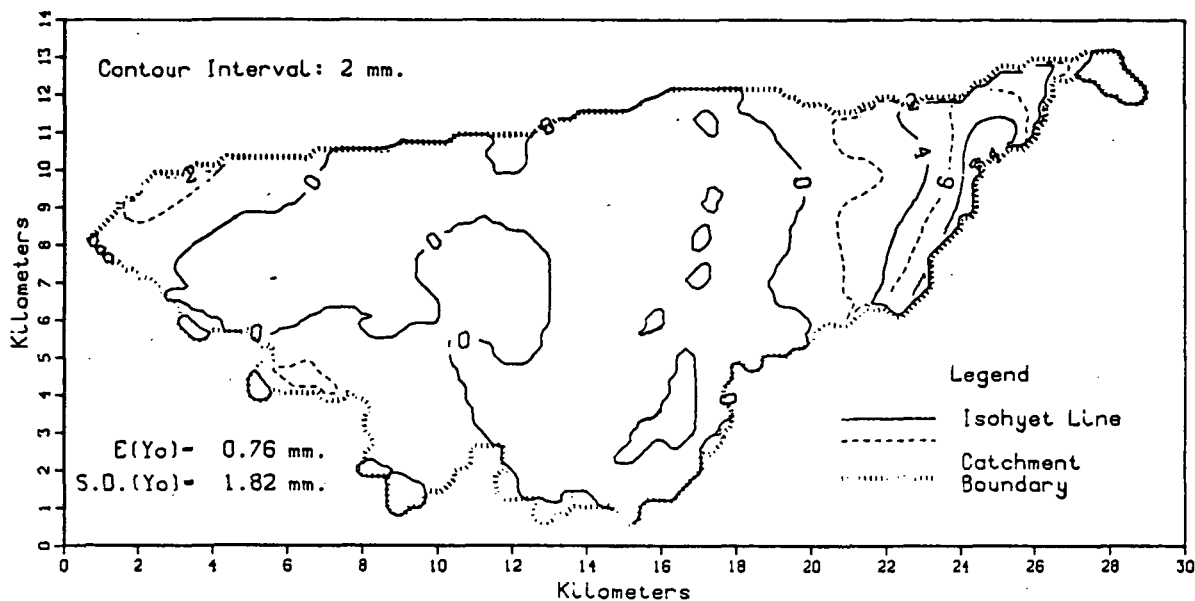 14
13
12
11
10
9
8
7
6
5
4
3
2
1
0
Kilometers
Contour Interval: 2 mm.
2
0
0
0
0
0
0
2
4
6
0
Legend
Isohyet Line
Catchment
Boundary
E(Yo)= 0.76 mm.
S.D.(Yo)= 1.82 mm.
0 2 4 6 8 10 12 14 16 18 20 22 24 26 28 30
Kilometers